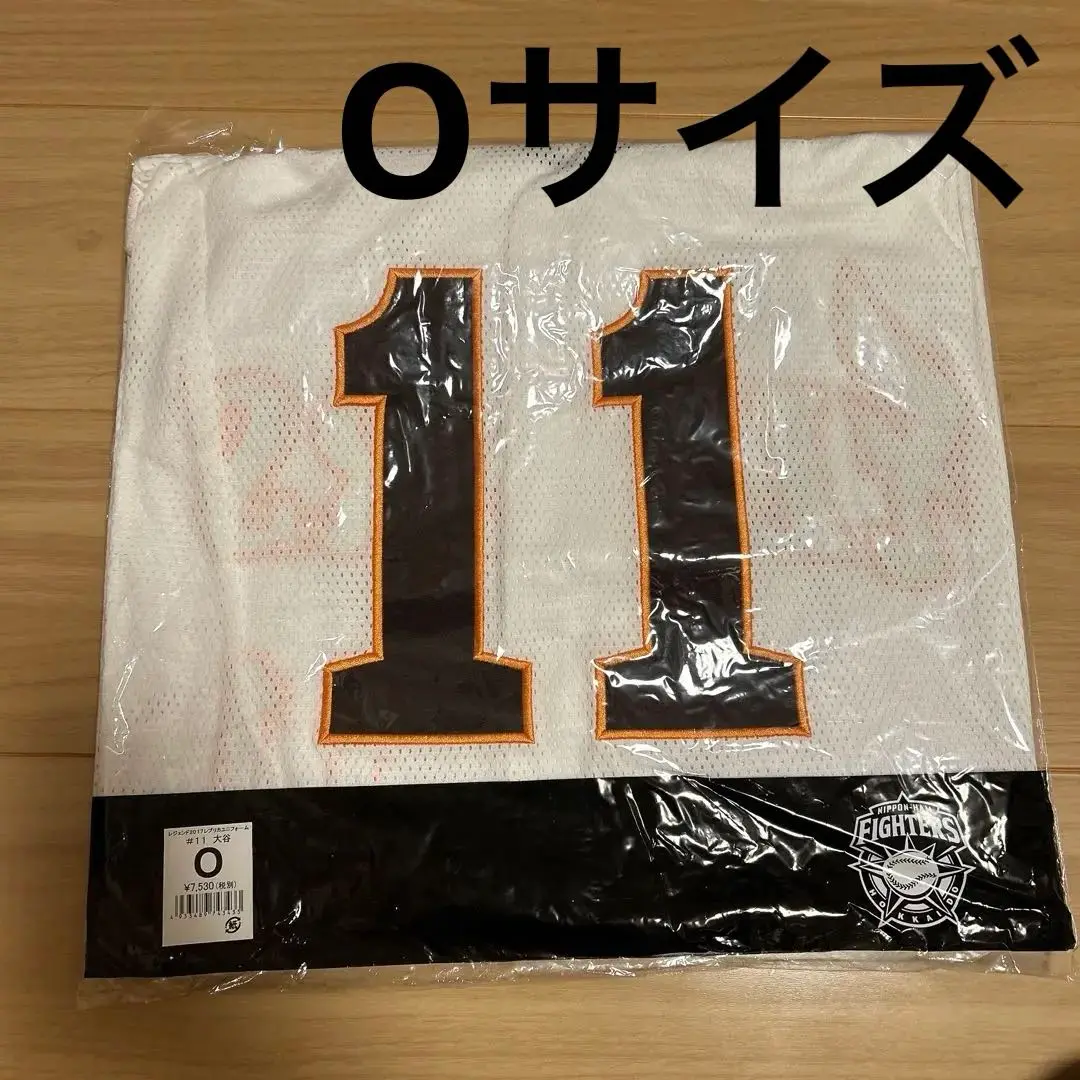 Oサイズ
11
レジェンド2017レプリカユニフォーム
#11 大谷
O
¥7,530(税別)
紙
NIPPON-HAM
FIGHTERS
HOKKAIDO